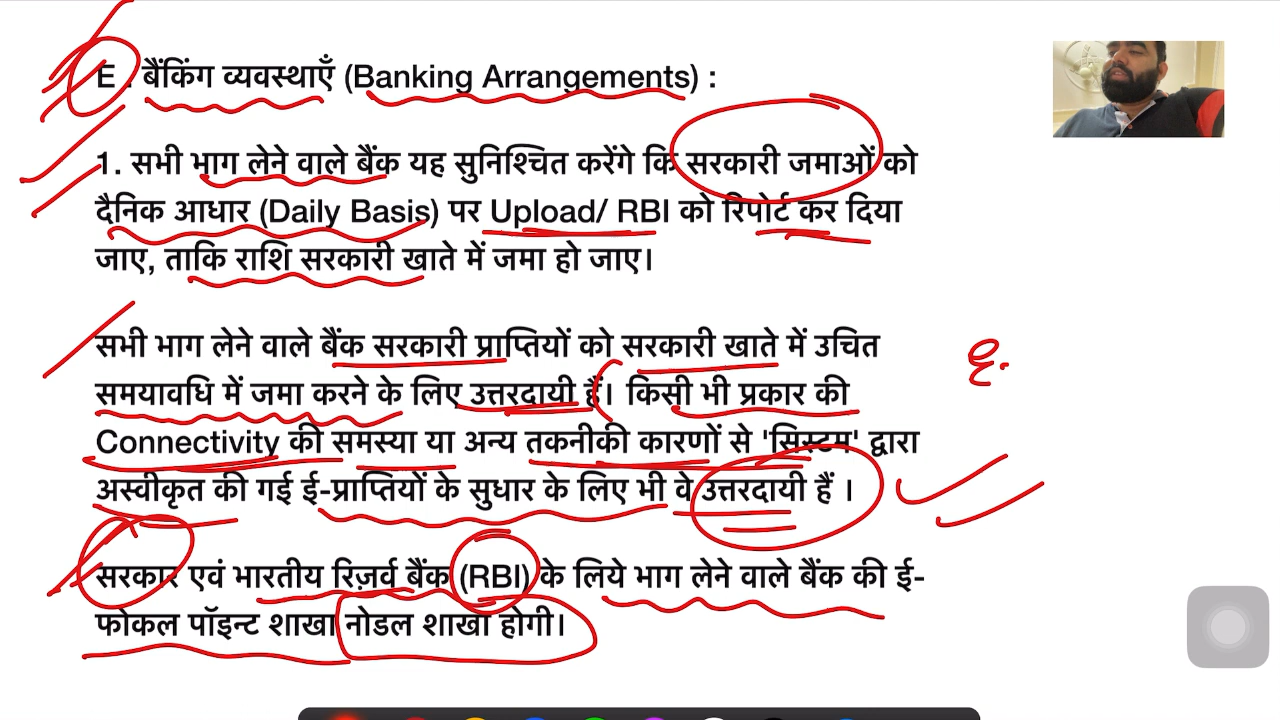 E . बैंकिंग व्यवस्थाएँ (Banking Arrangements) :
1. सभी भाग लेने वाले बैंक यह सुनिश्चित करेंगे कि सरकारी जमाओं को
दैनिक आधार (Daily Basis) पर Upload/ RBI को रिपोर्ट कर दिया
जाए, ताकि राशि सरकारी खाते में जमा हो जाए।
सभी भाग लेने वाले बैंक सरकारी प्राप्तियों को सरकारी खाते में उचित
समयावधि में जमा करने के लिए उत्तरदायी हैं। किसी भी प्रकार की
Connectivity की समस्या या अन्य तकनीकी कारणों से 'सिस्टम' द्वारा
अस्वीकृत की गई ई-प्राप्तियों के सुधार के लिए भी वे उत्तरदायी हैं ।
सरकार एवं भारतीय रिज़र्व बैंक (RBI) के लिये भाग लेने वाले बैंक की ई-
फोकल पॉइन्ट शाखा नोडल शाखा होगी।